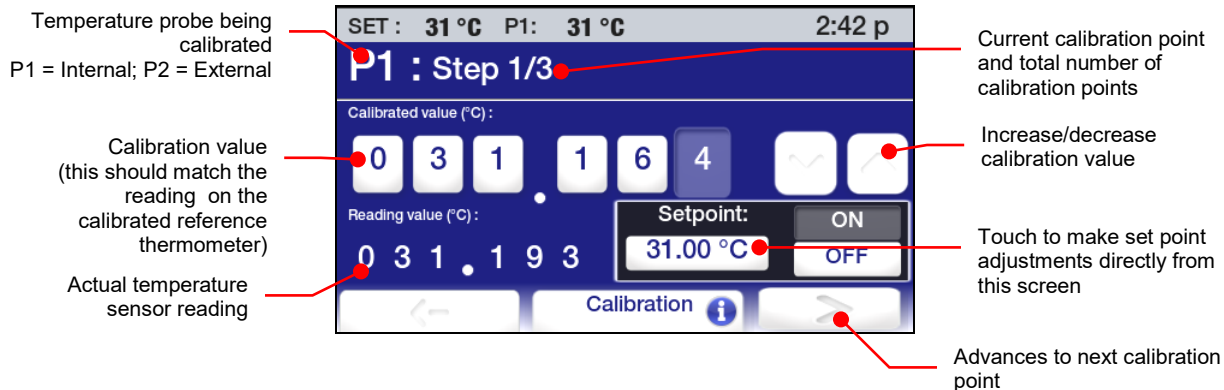 Temperature probe being
calibrated
P1 = Internal; P2 = External
Calibration value
(this should match the
reading on the
calibrated reference
thermometer)
Actual temperature
sensor reading
SET : 31 °C P1: 31 °C 2:42 p
P1 : Step 1/3
Calibrated value (°C) :
0 3 1 . 1 6 4
Reading value (°C) :
0 3 1 . 1 9 3
Setpoint:
31.00 °C
ON
OFF
Calibration i
Current calibration point
and total number of
calibration points
Increase/decrease
calibration value
Touch to make set point
adjustments directly from
this screen
Advances to next calibration
point